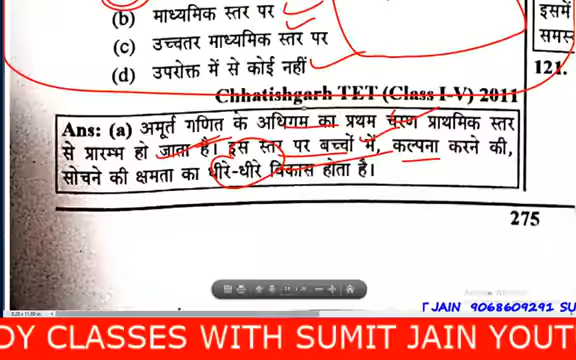 (b) माध्यमिक स्तर पर
(c) उच्चतर माध्यमिक स्तर पर
(d) उपरोक्त में से कोई नहीं
Chhatishgarh TET (Class I-V) 2011
Ans: (a) अमूर्त गणित के अधिगम का प्रथम चरण प्राथमिक स्तर
से प्रारम्भ हो जाता है। इस स्तर पर बच्चों में, कल्पना करने की,
सोचने की क्षमता का धीरे-धीरे विकास होता है।
275
इसमें
समस
121.
T JAIN 9068609291 SU
DY CLASSES WITH SUMIT JAIN YOUT